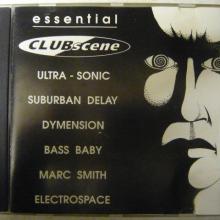 essential
CLUBscene
ULTRA - SONIC
SUBURBAN DELAY
DYMENSION
BASS BABY
MARC SMITH
ELECTROSPACE